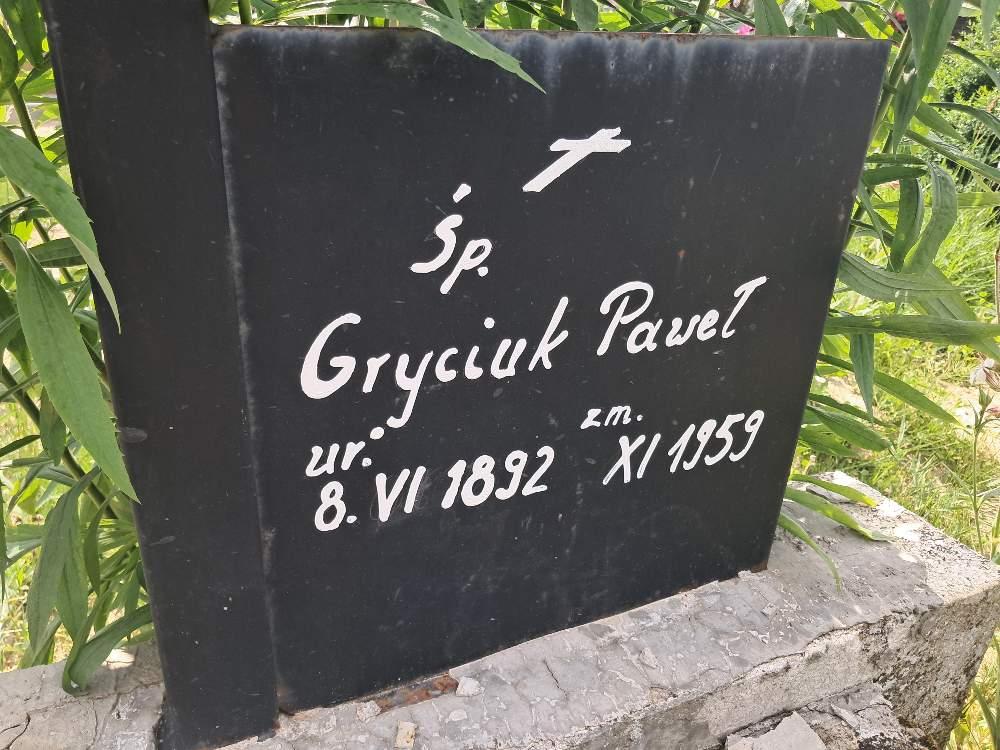 Śp.
Gryciuk Paweł
ur: zm.
8. VI 1892 XI 1959